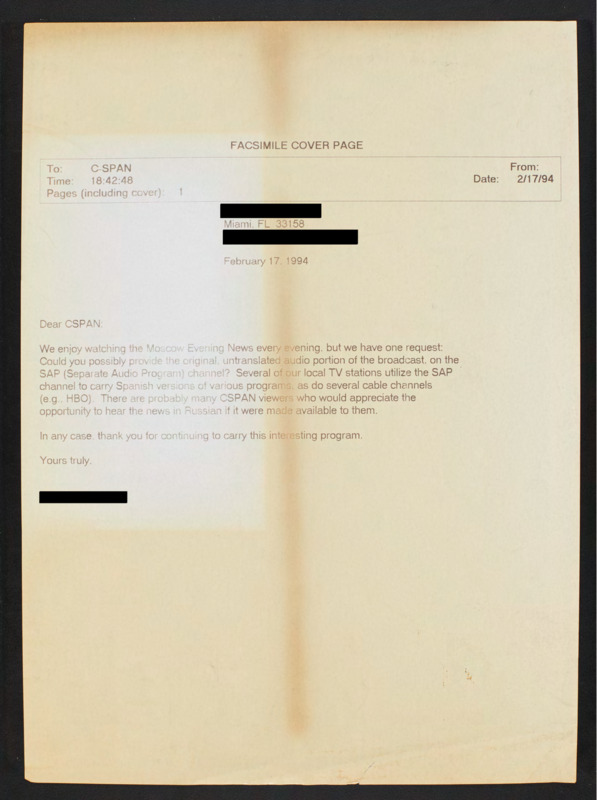 FACSIMILE COVER PAGE
To: C-SPAN
From:
Time: 18:42:48
Date: 2/17/94
Pages (including cover): 1
Miami, FL 33158
February 17, 1994
Dear CSPAN:
We enjoy watching the Moscow Evening News every evening, but we have one request:
Could you possibly provide the original, untranslated audio portion of the broadcast, on the
SAP (Separate Audio Program) channel? Several of our local TV stations utilize the SAP
channel to carry Spanish versions of various programs, as do several cable channels
(e.g., HBO). There are probably many CSPAN viewers who would appreciate the
opportunity to hear the news in Russian if it were made available to them.
In any case, thank you for continuing to carry this interesting program.
Yours truly,